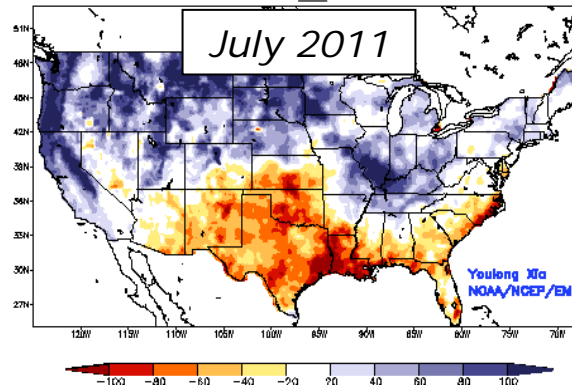 July 2011
51N
48N
45N
42N
39N
36N
33N
30N
27N
Youlong Xia
NOAA/NCEP/EM
120W 115W 110W 105W 100W 95W 90W 85W 80W 75W 70W
-100 -80 -60 -40 -20 20 40 60 80 100